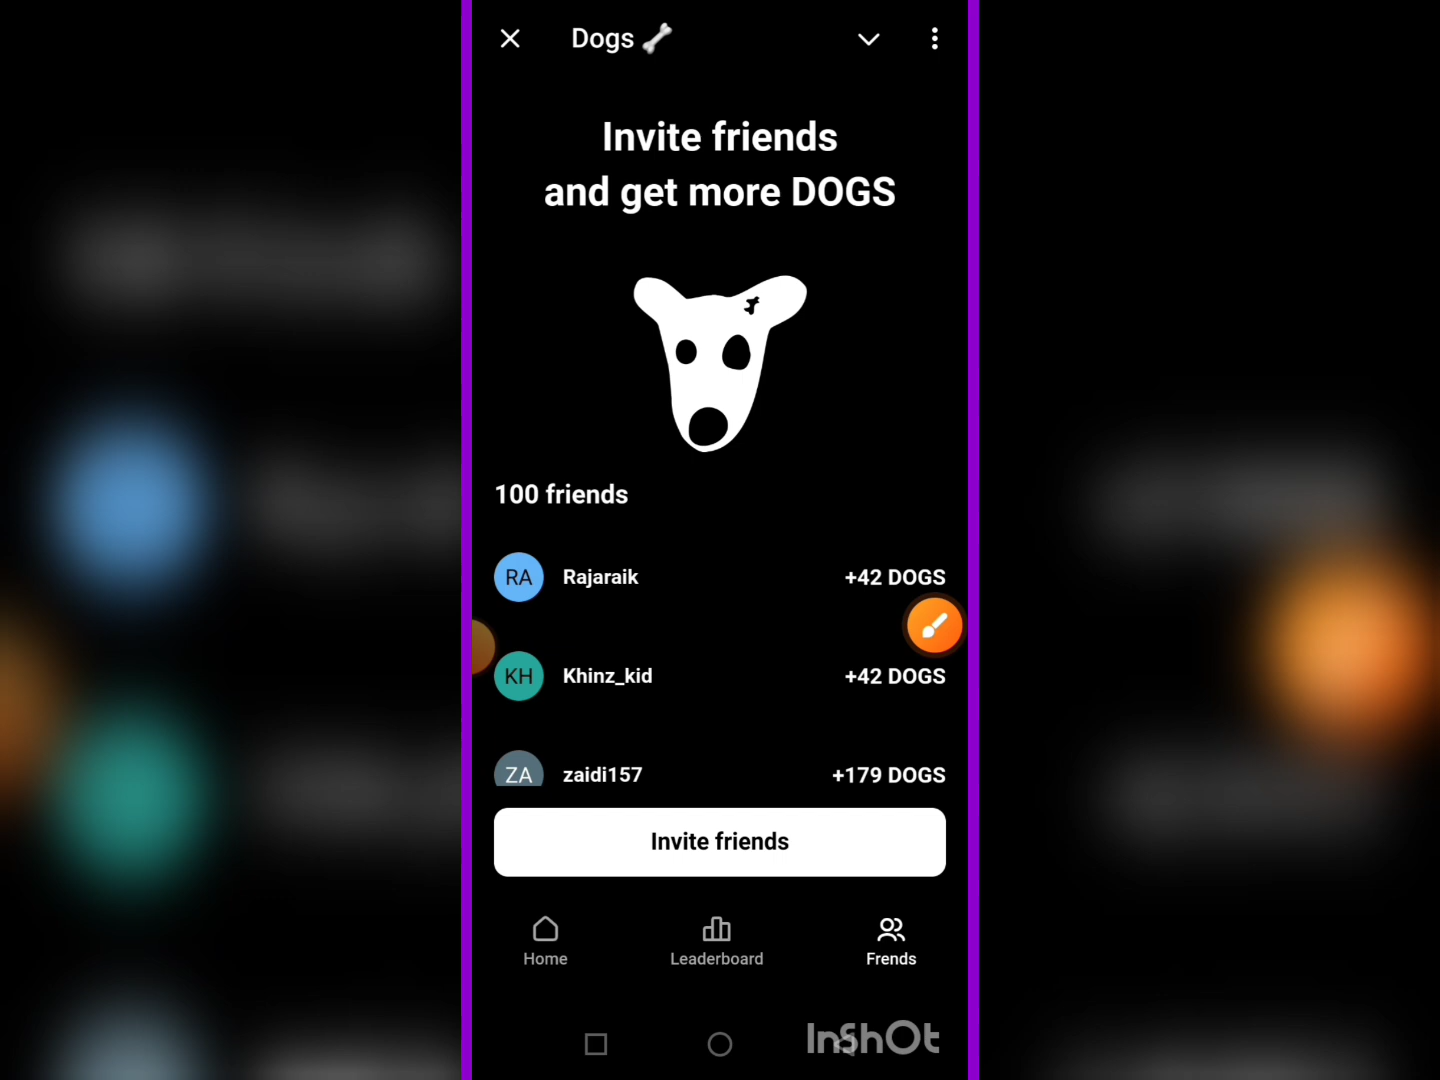 Dogs
Invite friends
and get more DOGS
100 friends
RA Rajaraik +42 DOGS
KH Khinz_kid +42 DOGS
ZA zaidi157 +179 DOGS
Invite friends
Home Leaderboard Frends
InShOt